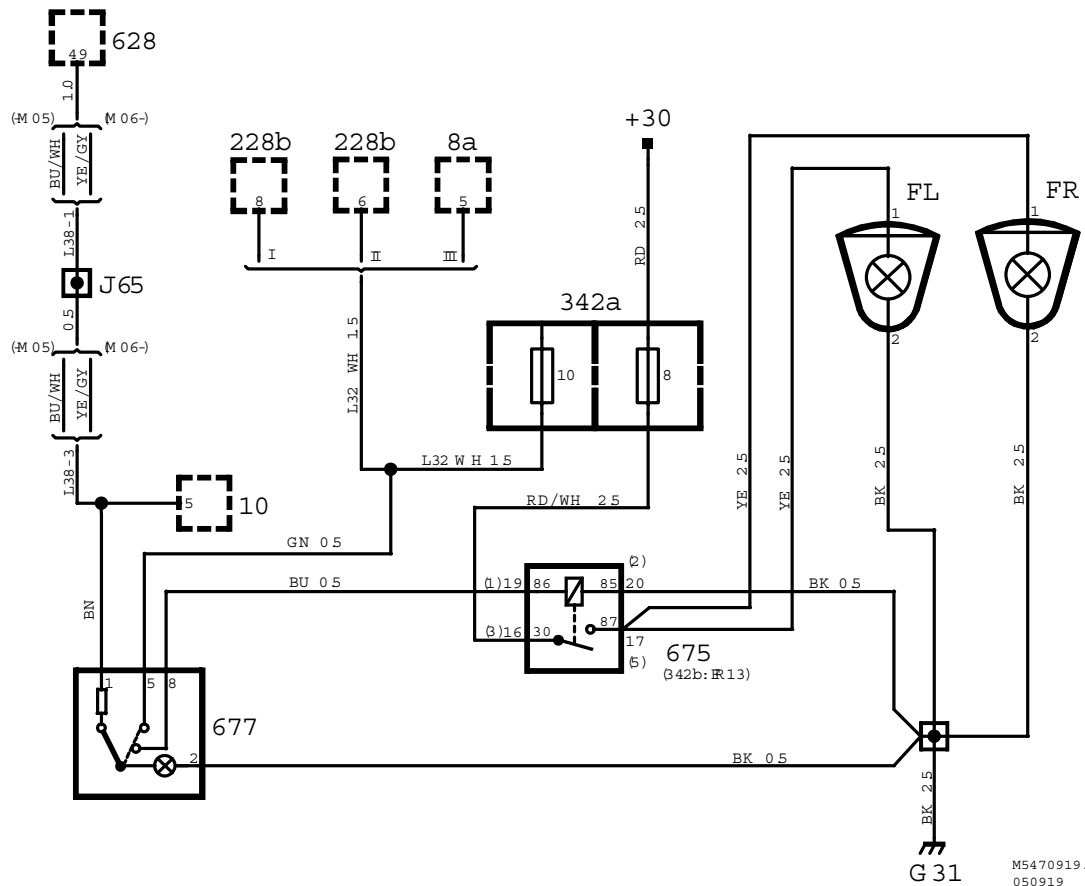 628
49
1.0
(-M05) (M06-)
BU/WH
YE/GY
L38-1
J65
0.5
(-M05) (M06-)
BU/WH
YE/GY
L38-3
5
10
228b
8
I
228b
6
II
8a
5
III
L32 WH 1.5
L32 WH 1.5
+30
RD 2.5
342a
10
8
RD/WH 2.5
YE 2.5
YE 2.5
FL
1
2
FR
1
2
BK 2.5
BK 2.5
GN 0.5
BU 0.5
BN
(1)19
86
85
20
(2)
(3)16
30
87
17
(5)
675
(342b:FR13)
BK 0.5
1
5
8
2
677
BK 0.5
BK 2.5
G31
M5470919.
050919